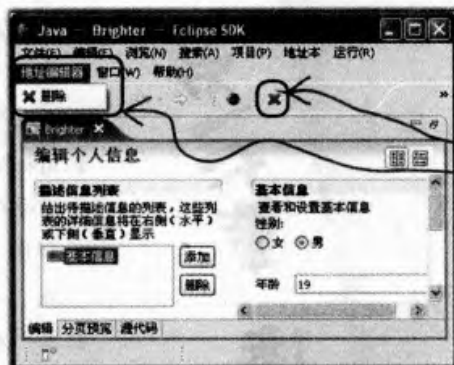 Java - Brighter - Eclipse SDK
文件(F) 编辑(E) 浏览(N) 搜索(A) 项目(P) 地址本 运行(R)
地址编辑器 窗口(W) 帮助(H)
删除
Brighter
编辑个人信息
描述信息列表
给出待描述信息的列表，这些列
表的详细信息将在右侧（水平）
或下侧（垂直）显示
基本信息
添加
删除
基本信息
查看和设置基本信息
性别:
女 男
年龄 19
编辑 分页预览 源代码